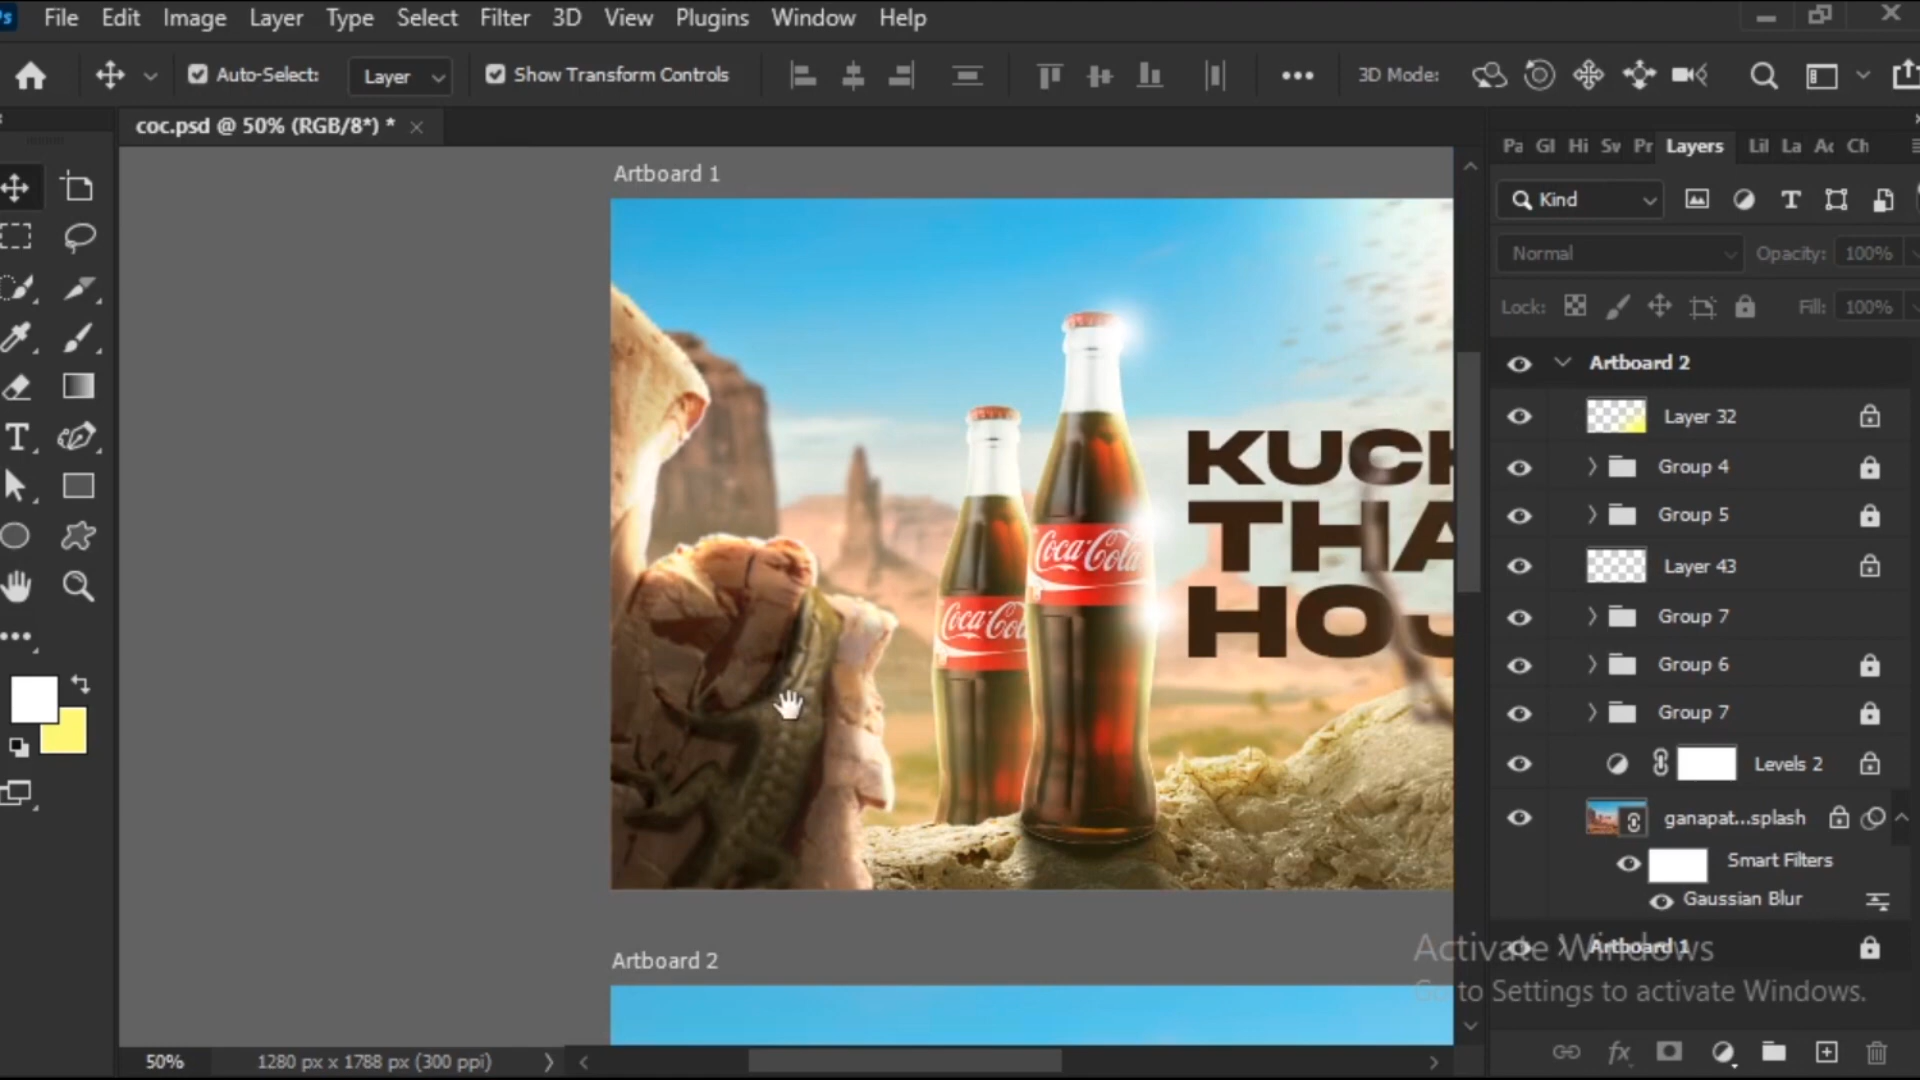 File Edit Image Layer Type Select Filter 3D View Plugins Window Help
Auto-Select: Layer Show Transform Controls 3D Mode:
coc.psd @ 50% (RGB/8*) *
Artboard 1
Coca-Cola
Coca-Co
KUC
THA
HO
Artboard 2
50% 1280 px x 1788 px (300 ppi)
Pa Gl Hi Sv Pr Layers Lil La Ac Ch
Kind
Normal Opacity: 100%
Lock: Fill: 100%
Artboard 2
Layer 32
Group 4
Group 5
Layer 43
Group 7
Group 6
Group 7
Levels 2
ganapat...splash
Smart Filters
Gaussian Blur
Artboard 1
Activate Windows
Go to Settings to activate Windows.